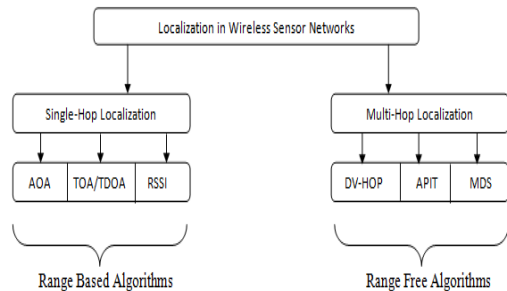 Localization in Wireless Sensor Networks
Single-Hop Localization
Multi-Hop Localization
AOA TOA/TDOA RSSI
DV-HOP APIT MDS
Range Based Algorithms
Range Free Algorithms